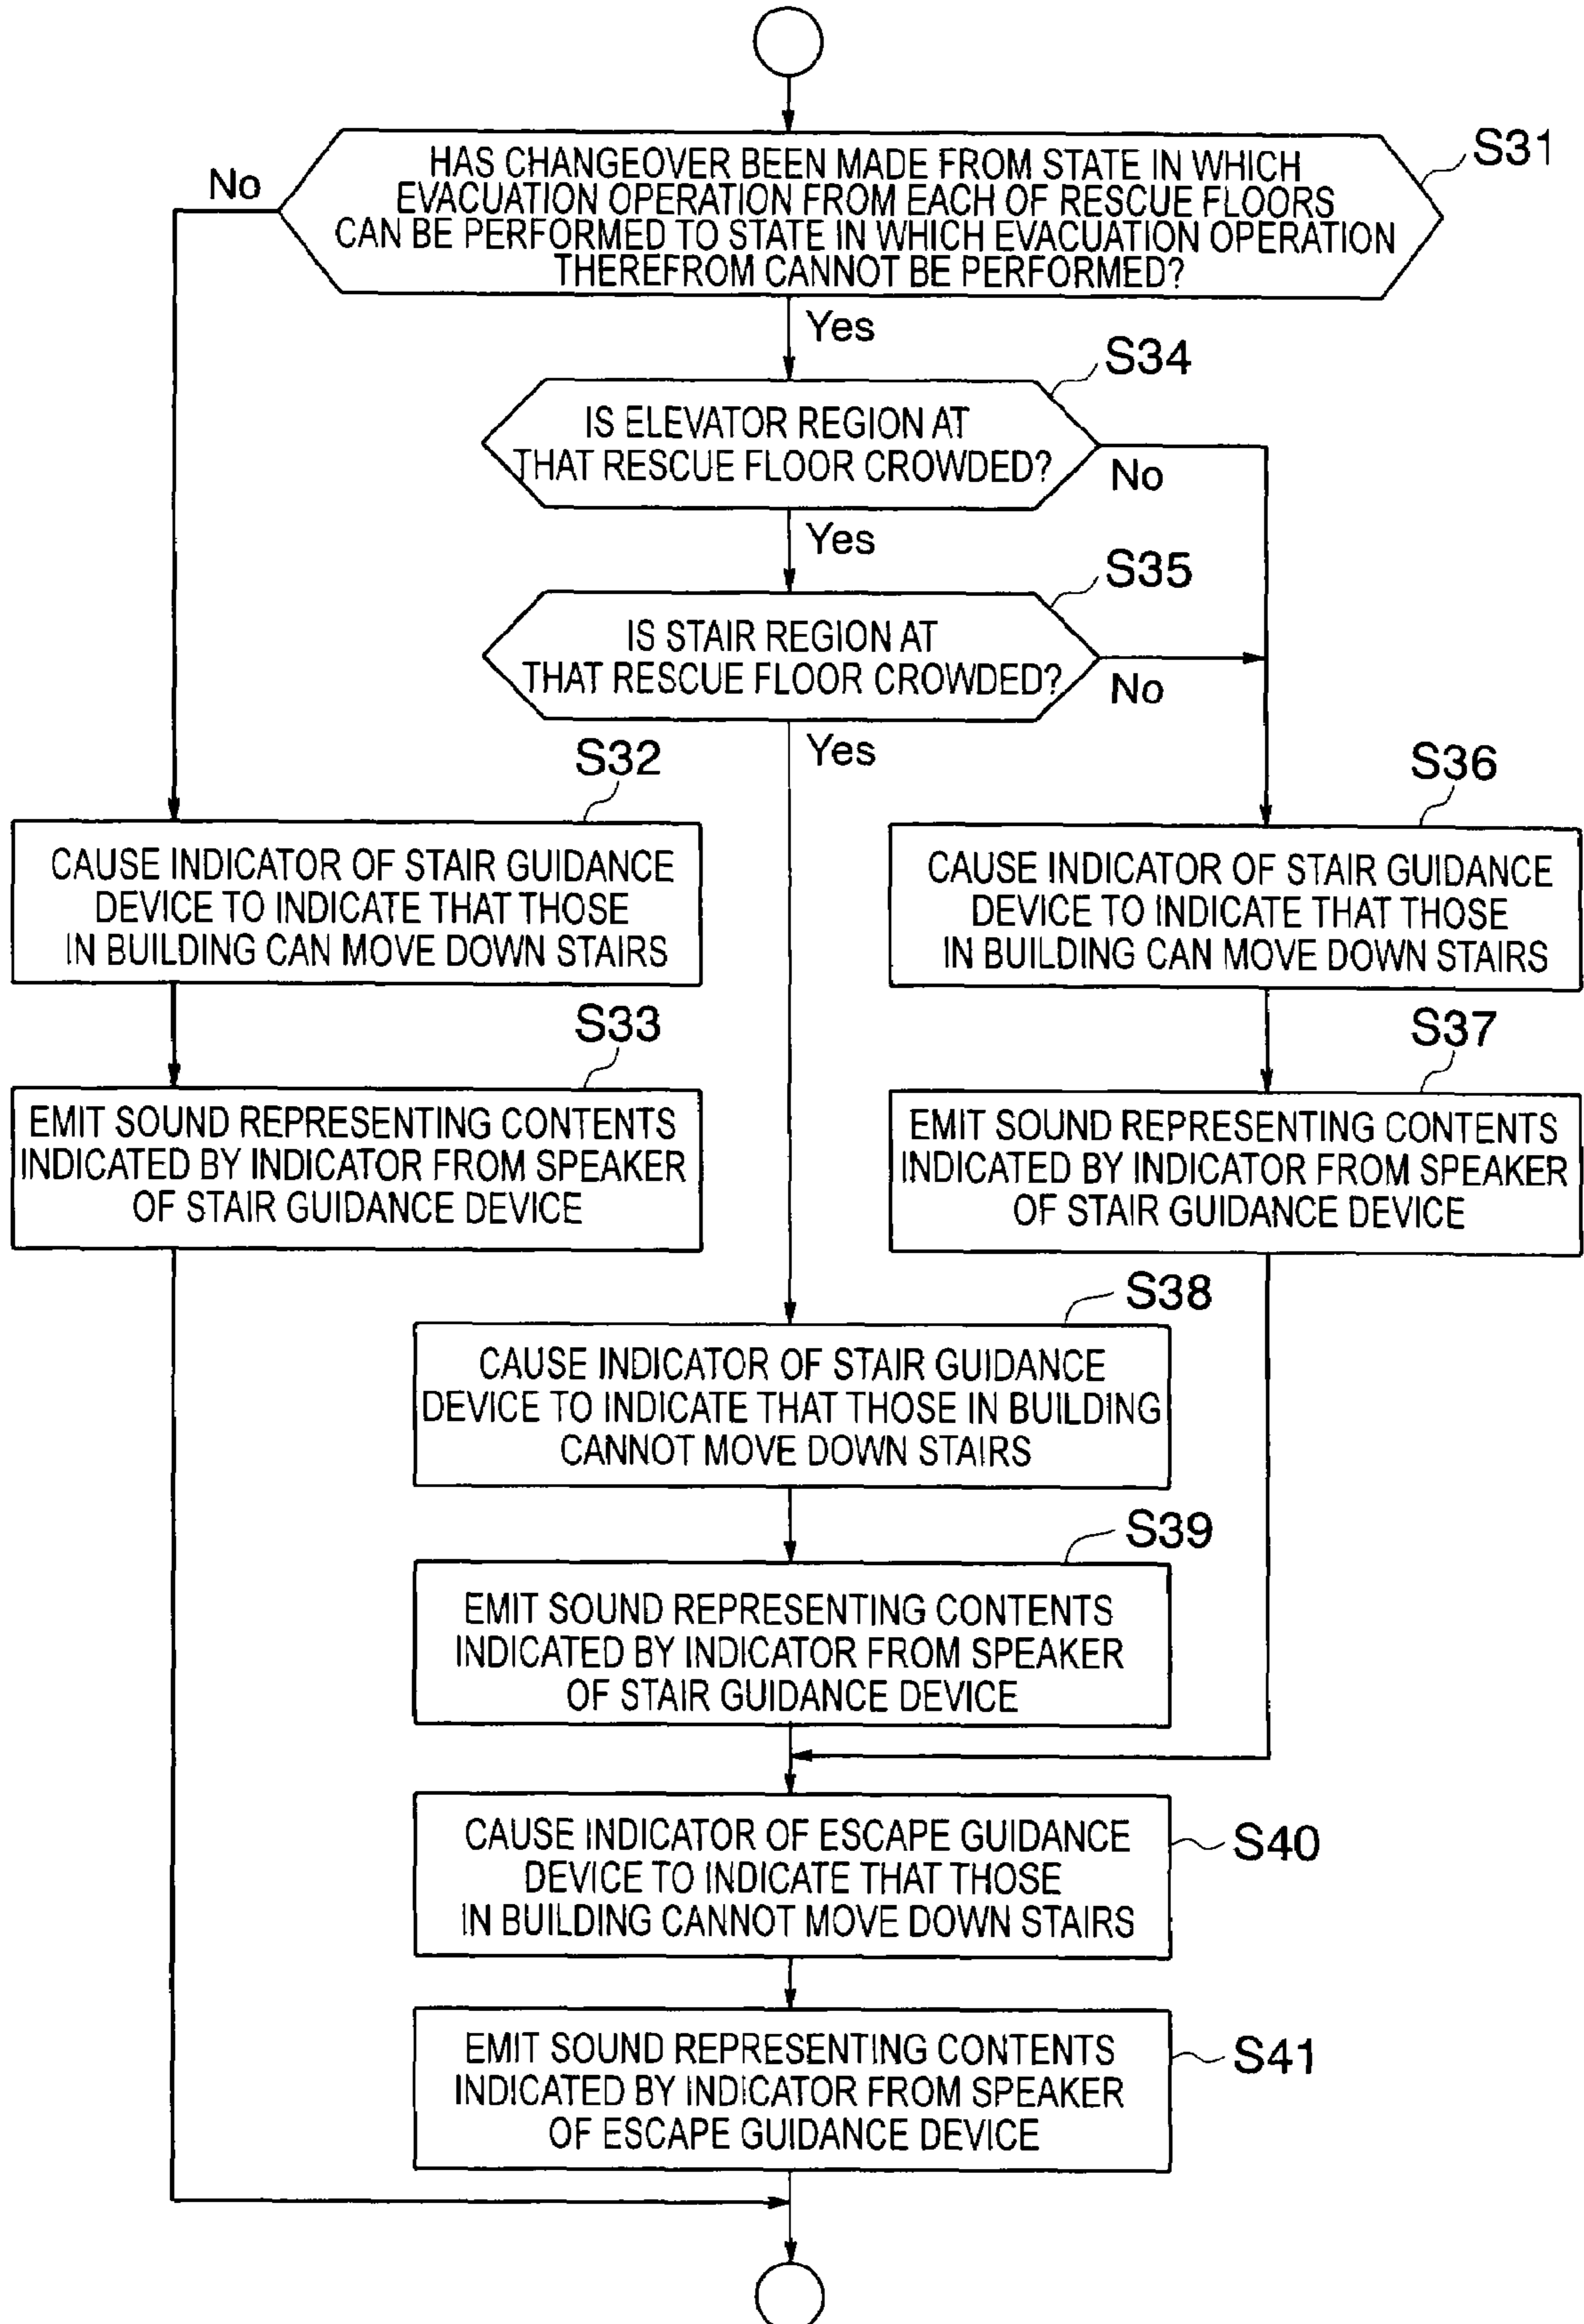 HAS CHANGEOVER BEEN MADE FROM STATE IN WHICH
EVACUATION OPERATION FROM EACH OF RESCUE FLOORS
CAN BE PERFORMED TO STATE IN WHICH EVACUATION OPERATION
THEREFROM CANNOT BE PERFORMED?
S31
No
Yes
S34
IS ELEVATOR REGION AT
THAT RESCUE FLOOR CROWDED?
No
Yes
S35
IS STAIR REGION AT
THAT RESCUE FLOOR CROWDED?
No
Yes
S32
CAUSE INDICATOR OF STAIR GUIDANCE
DEVICE TO INDICATE THAT THOSE
IN BUILDING CAN MOVE DOWN STAIRS
S36
CAUSE INDICATOR OF STAIR GUIDANCE
DEVICE TO INDICATE THAT THOSE
IN BUILDING CAN MOVE DOWN STAIRS
S33
EMIT SOUND REPRESENTING CONTENTS
INDICATED BY INDICATOR FROM SPEAKER
OF STAIR GUIDANCE DEVICE
S37
EMIT SOUND REPRESENTING CONTENTS
INDICATED BY INDICATOR FROM SPEAKER
OF STAIR GUIDANCE DEVICE
S38
CAUSE INDICATOR OF STAIR GUIDANCE
DEVICE TO INDICATE THAT THOSE IN BUILDING
CANNOT MOVE DOWN STAIRS
S39
EMIT SOUND REPRESENTING CONTENTS
INDICATED BY INDICATOR FROM SPEAKER
OF STAIR GUIDANCE DEVICE
CAUSE INDICATOR OF ESCAPE GUIDANCE
DEVICE TO INDICATE THAT THOSE
IN BUILDING CANNOT MOVE DOWN STAIRS
S40
EMIT SOUND REPRESENTING CONTENTS
INDICATED BY INDICATOR FROM SPEAKER
OF ESCAPE GUIDANCE DEVICE
S41